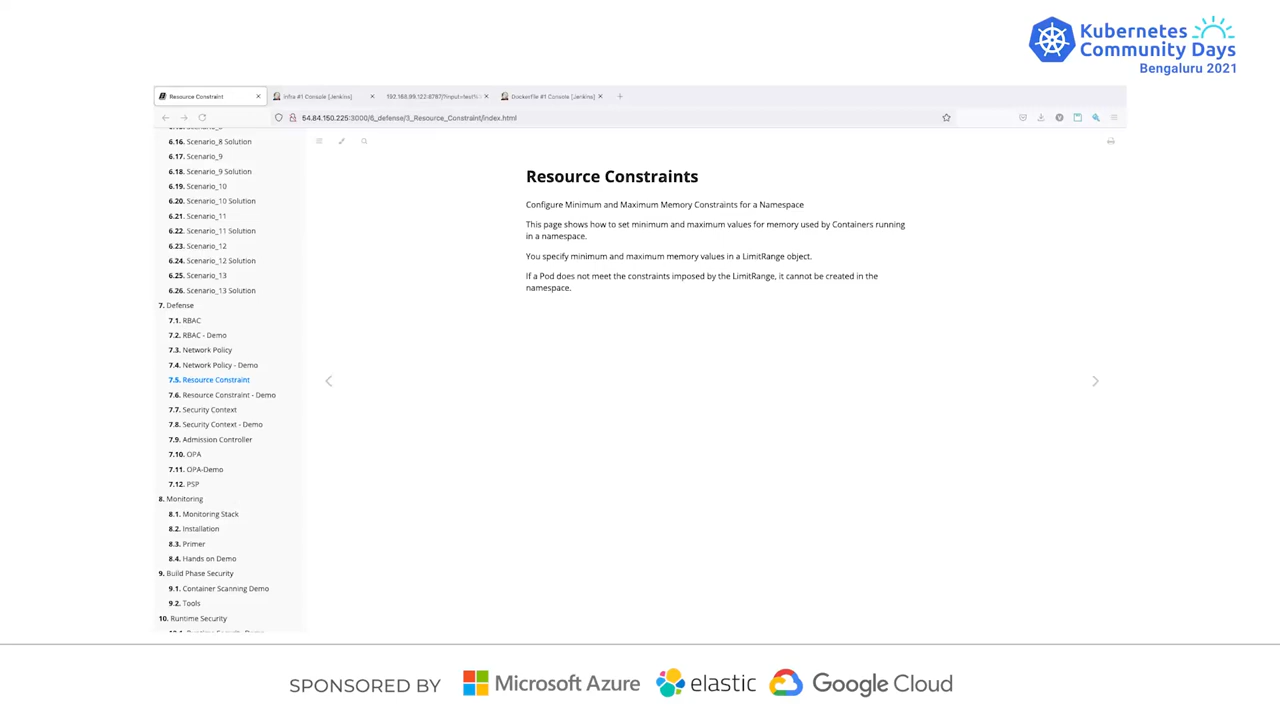 Kubernetes
Community Days
Bengaluru 2021
Resource Constraint
Infra #1 Console [Jenkins]
Dockerfile #1 Console [Jenkins]
54.84.150.225:3000/6_defense/3_Resource_Constraint/index.html
6.16. Scenario_8 Solution
6.17. Scenario_9
6.18. Scenario_9 Solution
6.19. Scenario_10
6.20. Scenario_10 Solution
6.21. Scenario_11
6.22. Scenario_11 Solution
6.23. Scenario_12
6.24. Scenario_12 Solution
6.25. Scenario_13
6.26. Scenario_13 Solution
7. Defense
7.1. RBAC
7.2. RBAC - Demo
7.3. Network Policy
7.4. Network Policy - Demo
7.5. Resource Constraint
7.6. Resource Constraint - Demo
7.7. Security Context
7.8. Security Context - Demo
7.9. Admission Controller
7.10. OPA
7.11. OPA-Demo
7.12. PSP
8. Monitoring
8.1. Monitoring Stack
8.2. Installation
8.3. Primer
8.4. Hands on Demo
9. Build Phase Security
9.1. Container Scanning Demo
9.2. Tools
10. Runtime Security
Resource Constraints
Configure Minimum and Maximum Memory Constraints for a Namespace
This page shows how to set minimum and maximum values for memory used by Containers running
in a namespace.
You specify minimum and maximum memory values in a LimitRange object.
If a Pod does not meet the constraints imposed by the LimitRange, it cannot be created in the
namespace.
SPONSORED BY Microsoft Azure elastic Google Cloud